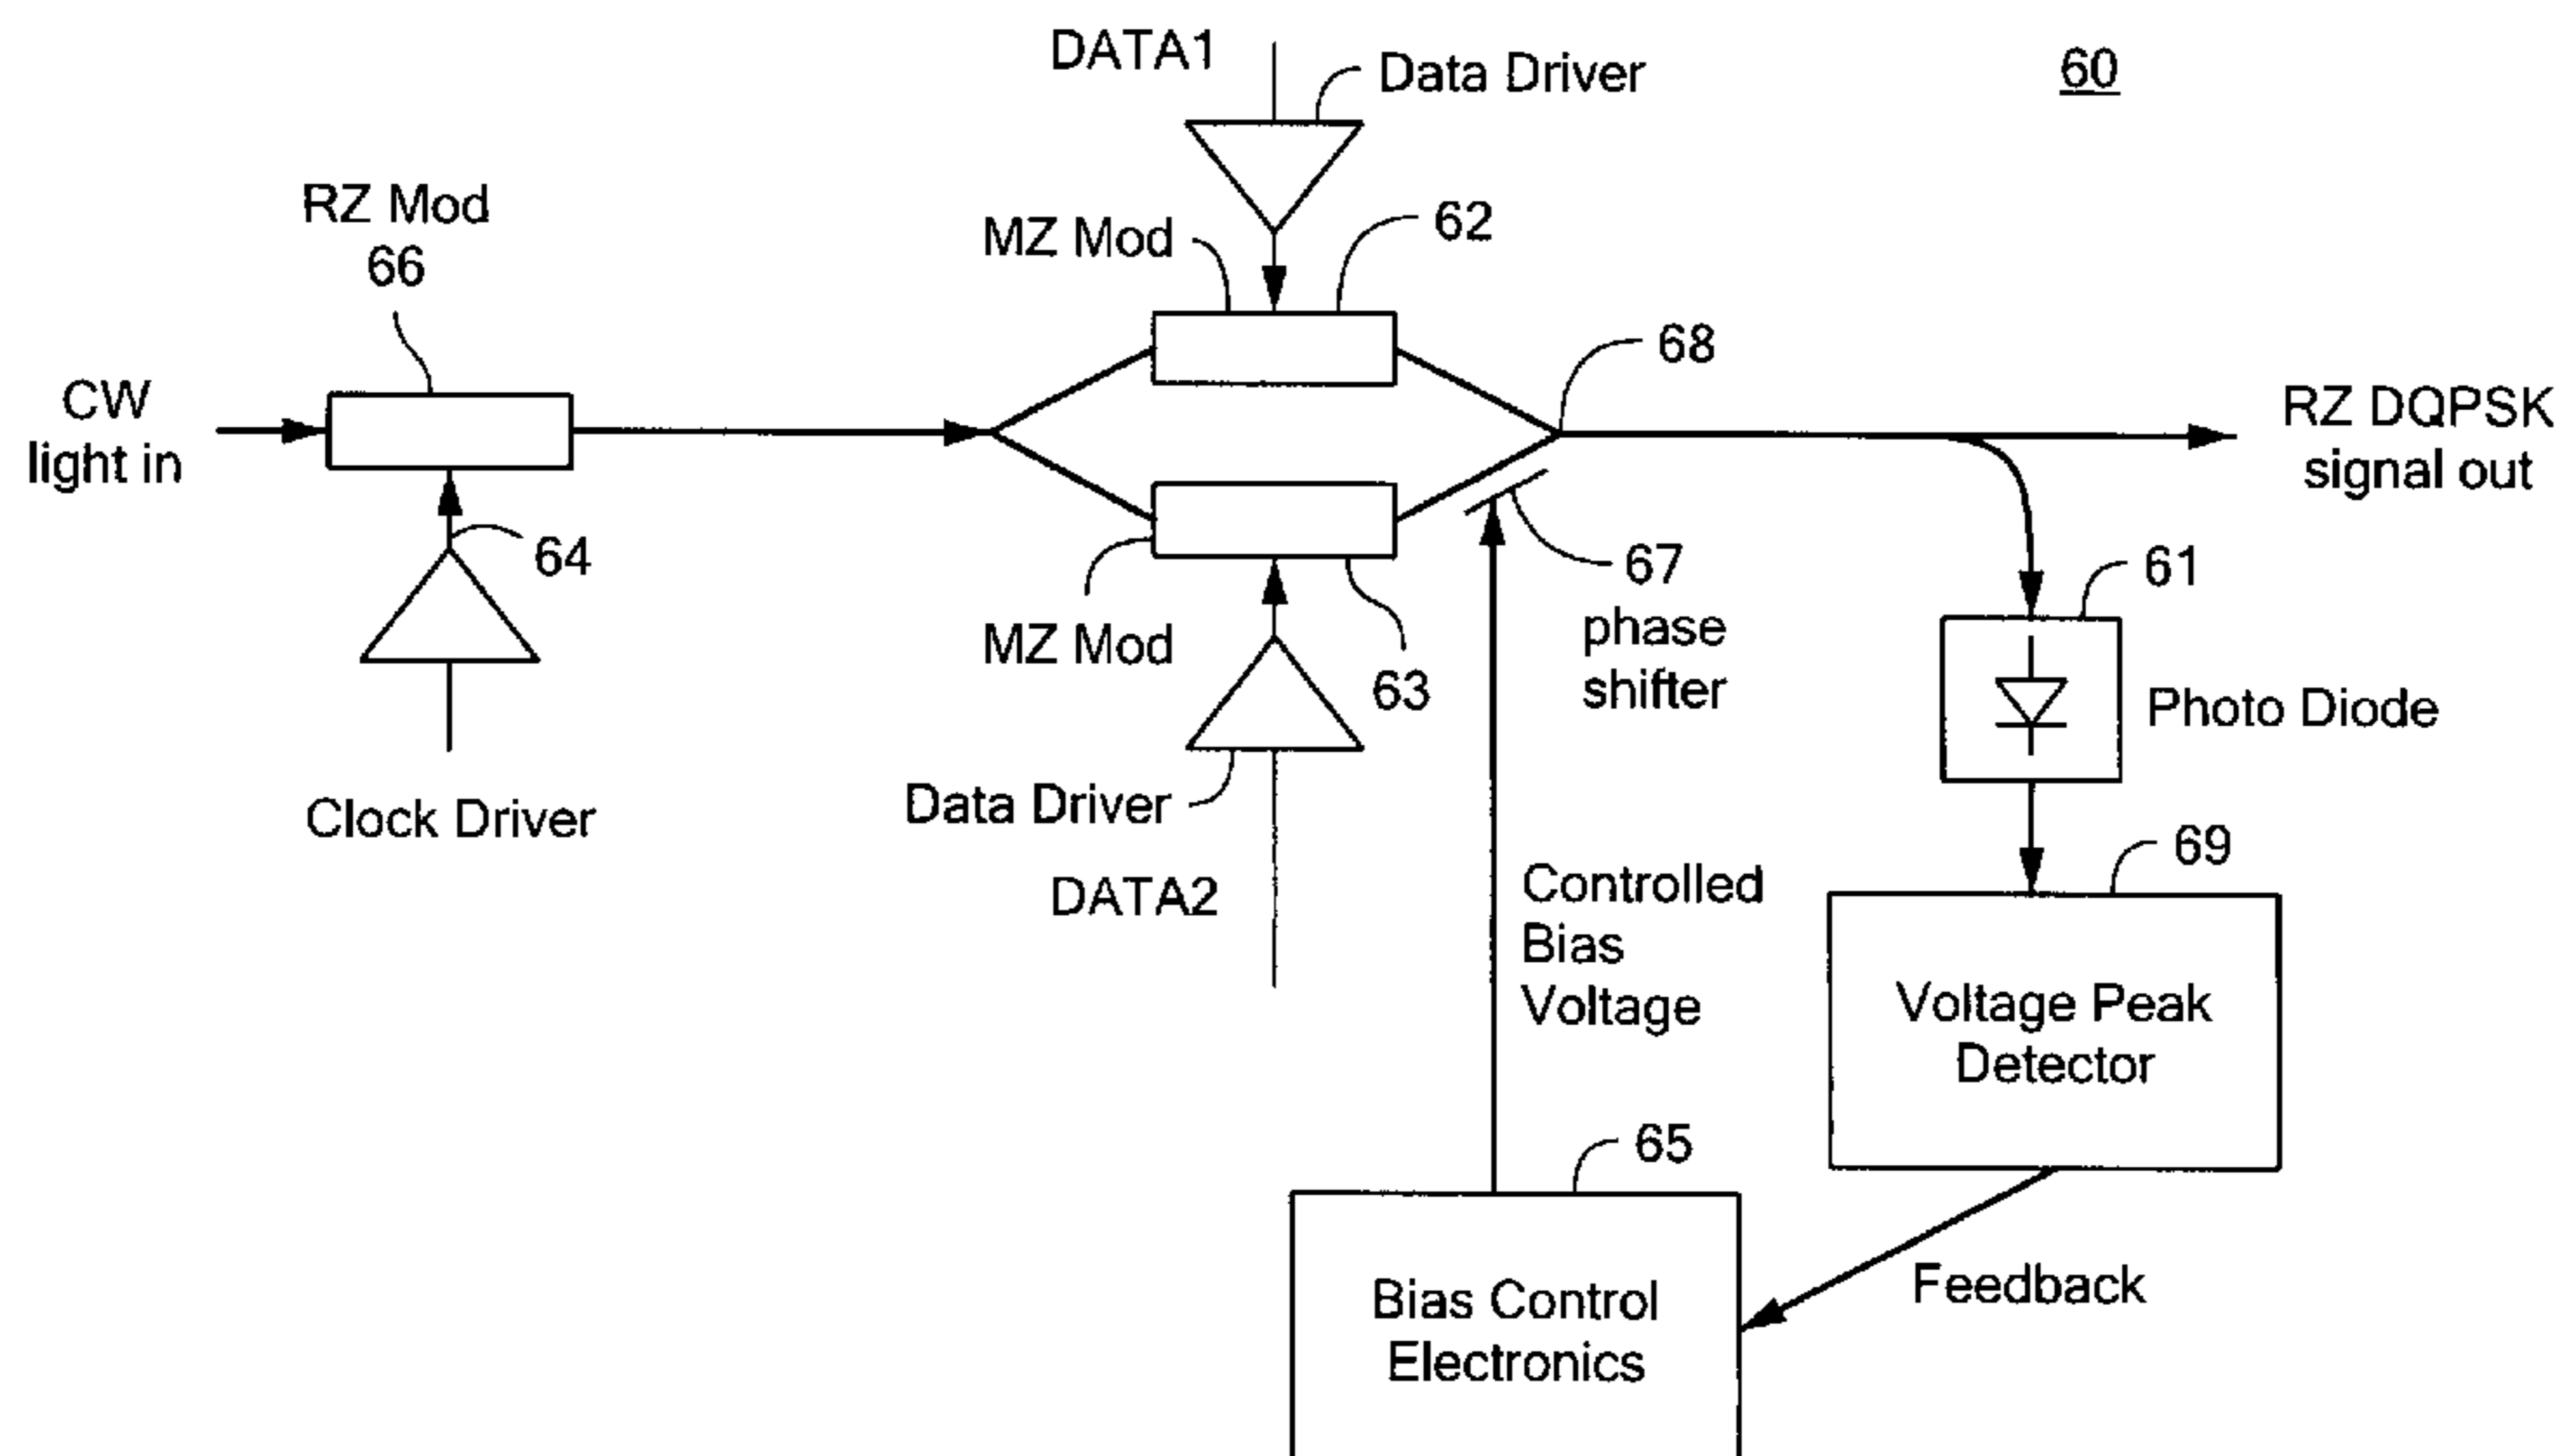 DATA1
Data Driver
60
RZ Mod
66
MZ Mod
62
68
CW
light in
RZ DQPSK
signal out
64
67
phase
shifter
61
MZ Mod
63
Photo Diode
Clock Driver
Data Driver
DATA2
Controlled
Bias
Voltage
69
Voltage Peak
Detector
65
Feedback
Bias Control
Electronics